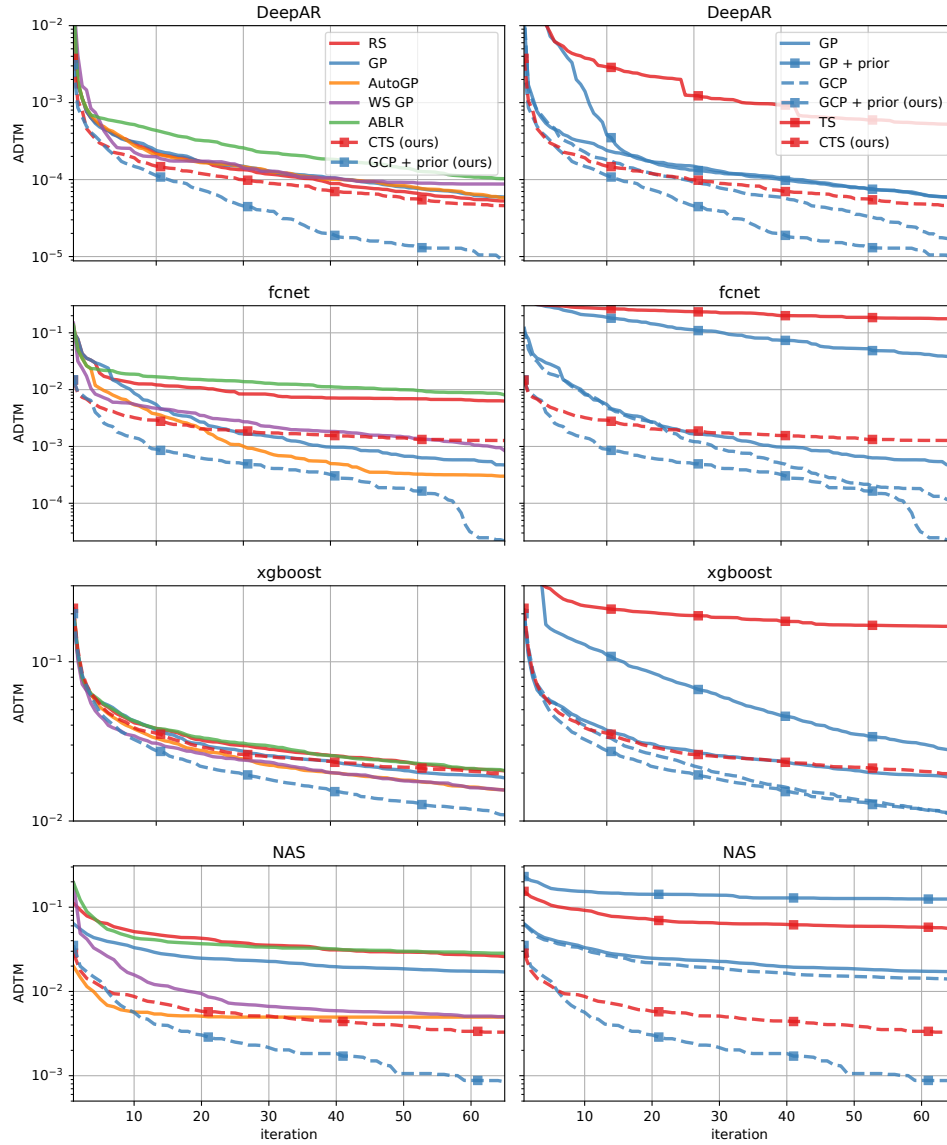 DeepAR
10⁻²
10⁻³
10⁻⁴
10⁻⁵
ADTM
RS
GP
AutoGP
WS GP
ABLR
CTS (ours)
GCP + prior (ours)
DeepAR
GP
GP + prior
GCP
GCP + prior (ours)
TS
CTS (ours)
fcnet
10⁻¹
10⁻²
10⁻³
10⁻⁴
ADTM
fcnet
xgboost
10⁻¹
10⁻²
ADTM
xgboost
NAS
10⁻¹
10⁻²
10⁻³
ADTM
10 20 30 40 50 60
iteration
NAS
10 20 30 40 50 60
iteration